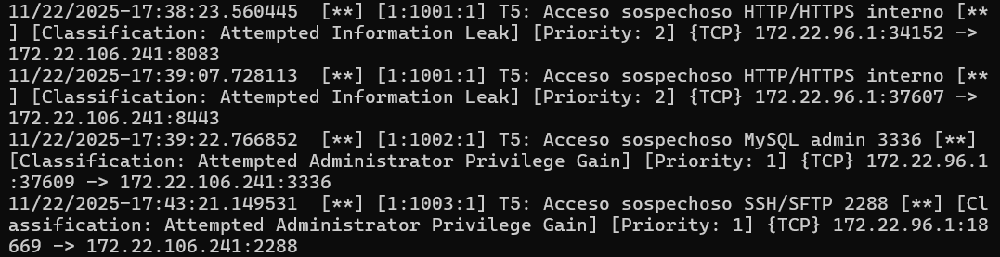 11/22/2025-17:38:23.560445  [**] [1:1001:1] T5: Acceso sospechoso HTTP/HTTPS interno [**
] [Classification: Attempted Information Leak] [Priority: 2] {TCP} 172.22.96.1:34152 ->
172.22.106.241:8083
11/22/2025-17:39:07.728113  [**] [1:1001:1] T5: Acceso sospechoso HTTP/HTTPS interno [**
] [Classification: Attempted Information Leak] [Priority: 2] {TCP} 172.22.96.1:37607 ->
172.22.106.241:8443
11/22/2025-17:39:22.766852  [**] [1:1002:1] T5: Acceso sospechoso MySQL admin 3336 [**]
[Classification: Attempted Administrator Privilege Gain] [Priority: 1] {TCP} 172.22.96.1
:37609 -> 172.22.106.241:3336
11/22/2025-17:43:21.149531  [**] [1:1003:1] T5: Acceso sospechoso SSH/SFTP 2288 [**] [Cl
assification: Attempted Administrator Privilege Gain] [Priority: 1] {TCP} 172.22.96.1:18
669 -> 172.22.106.241:2288